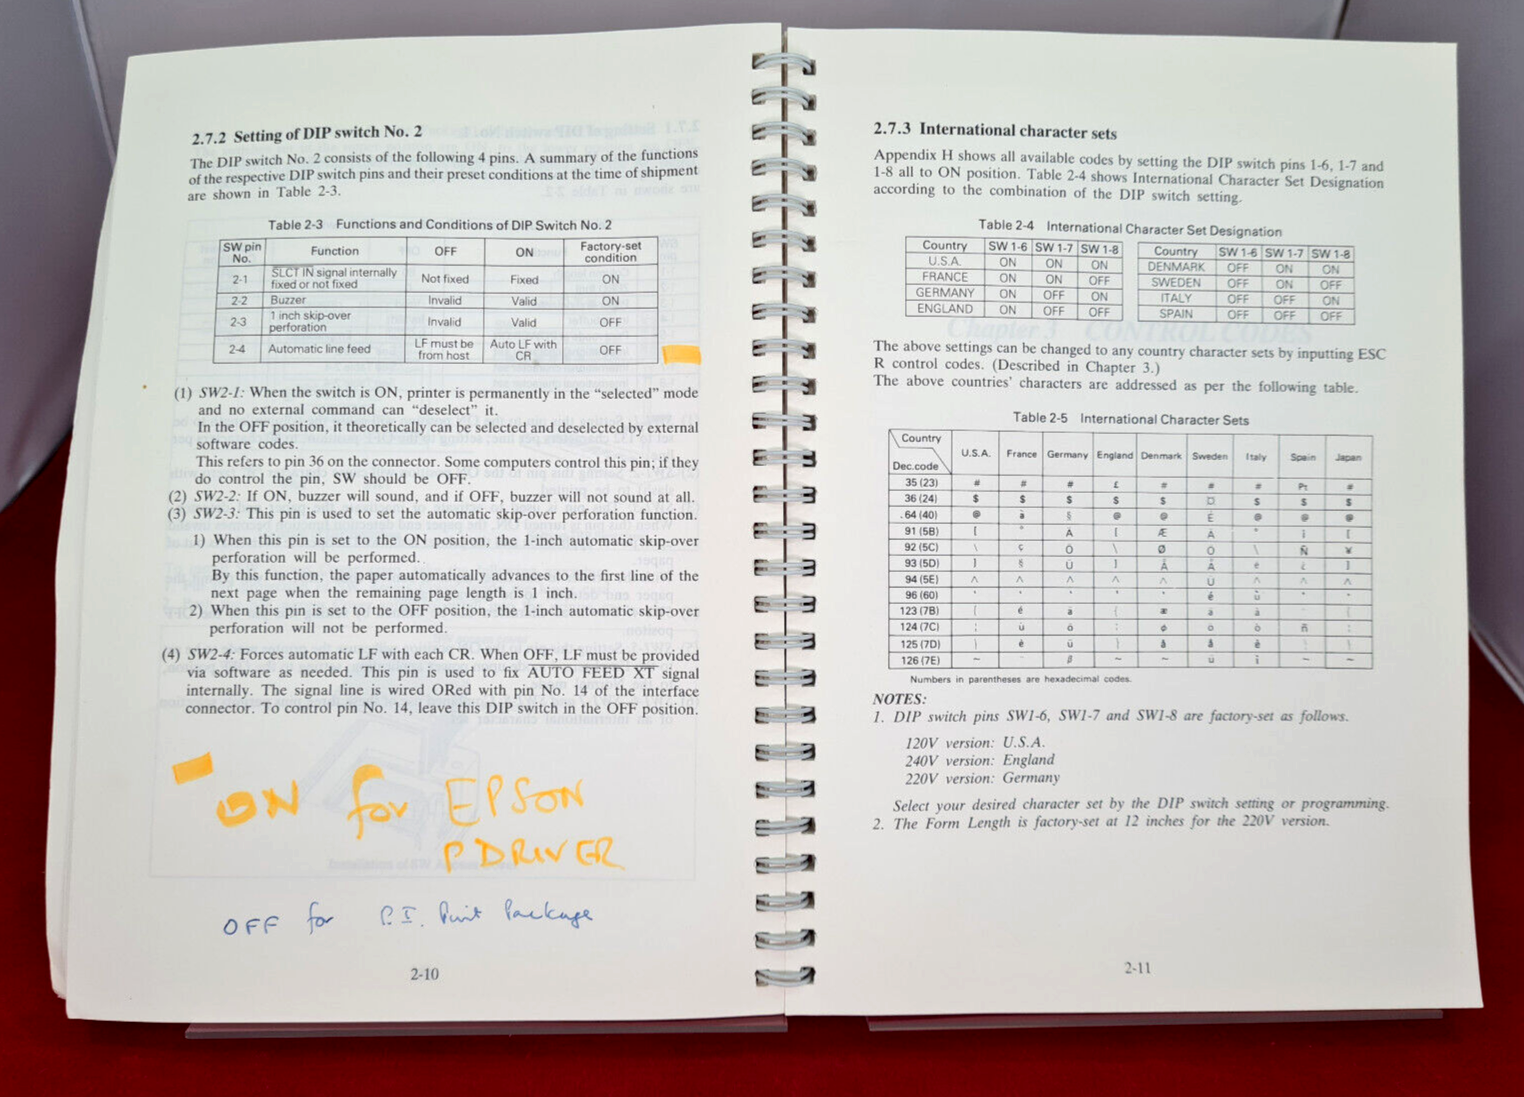 2.7.2 Setting of DIP switch No. 2
The DIP switch No. 2 consists of the following 4 pins. A summary of the functions
of the respective DIP switch pins and their preset conditions at the time of shipment
are shown in Table 2-3.
Table 2-3 Functions and Conditions of DIP Switch No. 2
SW pin No. Function OFF ON Factory-set condition
2-1 SLCT IN signal internally fixed or not fixed Not fixed Fixed ON
2-2 Buzzer Invalid Valid ON
2-3 1 inch skip-over perforation Invalid Valid OFF
2-4 Automatic line feed LF must be from host Auto LF with CR OFF
(1) SW2-1: When the switch is ON, printer is permanently in the “selected” mode
and no external command can “deselect” it.
In the OFF position, it theoretically can be selected and deselected by external
software codes.
This refers to pin 36 on the connector. Some computers control this pin; if they
do control the pin, SW should be OFF.
(2) SW2-2: If ON, buzzer will sound, and if OFF, buzzer will not sound at all.
(3) SW2-3: This pin is used to set the automatic skip-over perforation function.
1) When this pin is set to the ON position, the 1-inch automatic skip-over
perforation will be performed.
By this function, the paper automatically advances to the first line of the
next page when the remaining page length is 1 inch.
2) When this pin is set to the OFF position, the 1-inch automatic skip-over
perforation will not be performed.
(4) SW2-4: Forces automatic LF with each CR. When OFF, LF must be provided
via software as needed. This pin is used to fix AUTO FEED XT signal
internally. The signal line is wired ORed with pin No. 14 of the interface
connector. To control pin No. 14, leave this DIP switch in the OFF position.
ON for EPSON
PDRIVER
OFF for P.I. Print Package
2-10
2.7.3 International character sets
Appendix H shows all available codes by setting the DIP switch pins 1-6, 1-7 and
1-8 all to ON position. Table 2-4 shows International Character Set Designation
according to the combination of the DIP switch setting.
Table 2-4 International Character Set Designation
Country SW 1-6 SW 1-7 SW 1-8
U.S.A. ON ON ON
FRANCE ON ON OFF
GERMANY ON OFF ON
ENGLAND ON OFF OFF
Country SW 1-6 SW 1-7 SW 1-8
DENMARK OFF ON ON
SWEDEN OFF ON OFF
ITALY OFF OFF ON
SPAIN OFF OFF OFF
The above settings can be changed to any country character sets by inputting ESC
R control codes. (Described in Chapter 3.)
The above countries’ characters are addressed as per the following table.
Table 2-5 International Character Sets
Country Dec.code U.S.A. France Germany England Denmark Sweden Italy Spain Japan
35 (23) # # # £ # # # Pt #
36 (24) $ $ $ $ $ ¤ $ $ $
64 (40) @ à § @ @ É @ @ @
91 (5B) [ ° Ä [ Æ Ä ° ¡ [
92 (5C) \ ç Ö \ Ø Ö \ Ñ ¥
93 (5D) ] § Ü ] Å Å é ¿ ]
94 (5E) ^ ^ ^ ^ ^ Ü ^ ^ ^
96 (60) é ù
123 (7B) { é ä { æ ä à {
124 (7C) ¦ ù ö ¦ ø ö ò ñ ¦
125 (7D) } è ü } å å è } }
126 (7E) ~ ¨ ß ~ ~ ü ì ~ ~
Numbers in parentheses are hexadecimal codes.
NOTES:
1. DIP switch pins SW1-6, SW1-7 and SW1-8 are factory-set as follows.
120V version: U.S.A.
240V version: England
220V version: Germany
Select your desired character set by the DIP switch setting or programming.
2. The Form Length is factory-set at 12 inches for the 220V version.
2-11